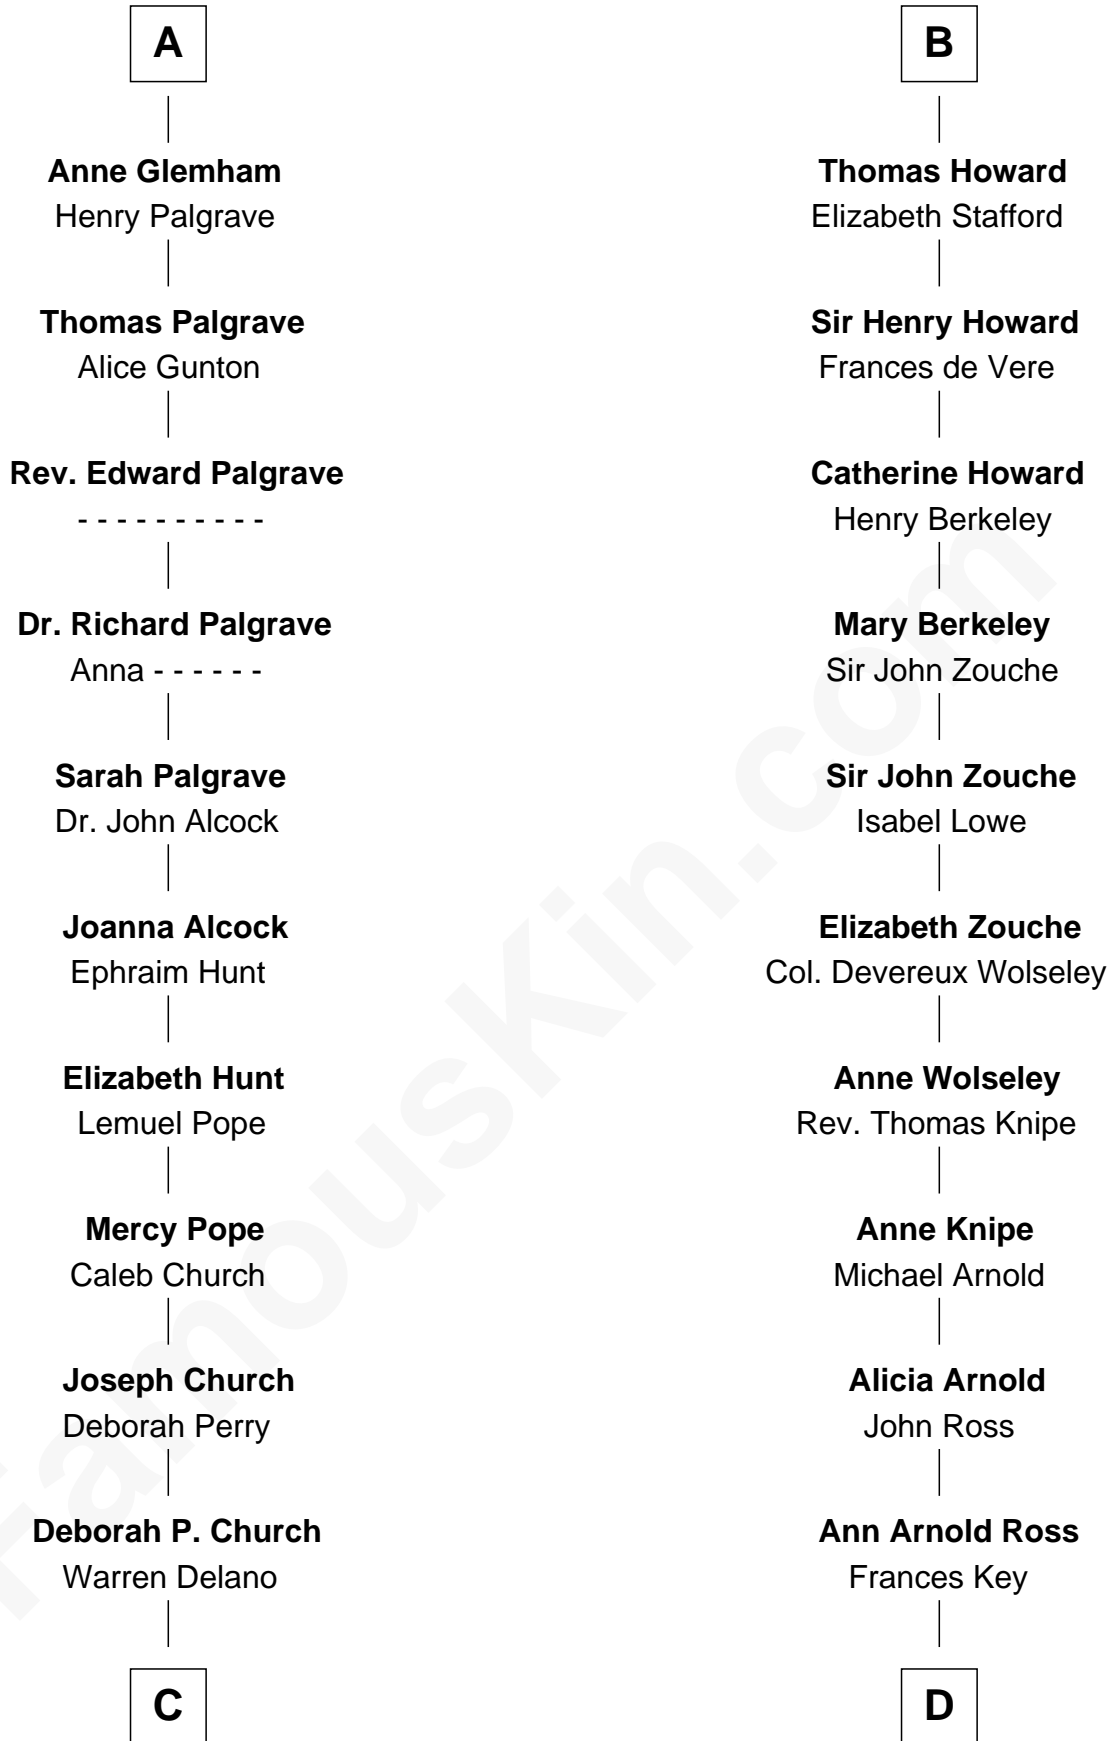 A
Anne Glemham
Henry Palgrave
Thomas Palgrave
Alice Gunton
Rev. Edward Palgrave
- - - - - - - - - -
Dr. Richard Palgrave
Anna - - - - - -
Sarah Palgrave
Dr. John Alcock
Joanna Alcock
Ephraim Hunt
Elizabeth Hunt
Lemuel Pope
Mercy Pope
Caleb Church
Joseph Church
Deborah Perry
Deborah P. Church
Warren Delano
C
B
Thomas Howard
Elizabeth Stafford
Sir Henry Howard
Frances de Vere
Catherine Howard
Henry Berkeley
Mary Berkeley
Sir John Zouche
Sir John Zouche
Isabel Lowe
Elizabeth Zouche
Col. Devereux Wolseley
Anne Wolseley
Rev. Thomas Knipe
Anne Knipe
Michael Arnold
Alicia Arnold
John Ross
Ann Arnold Ross
Frances Key
D
FamousKin.com